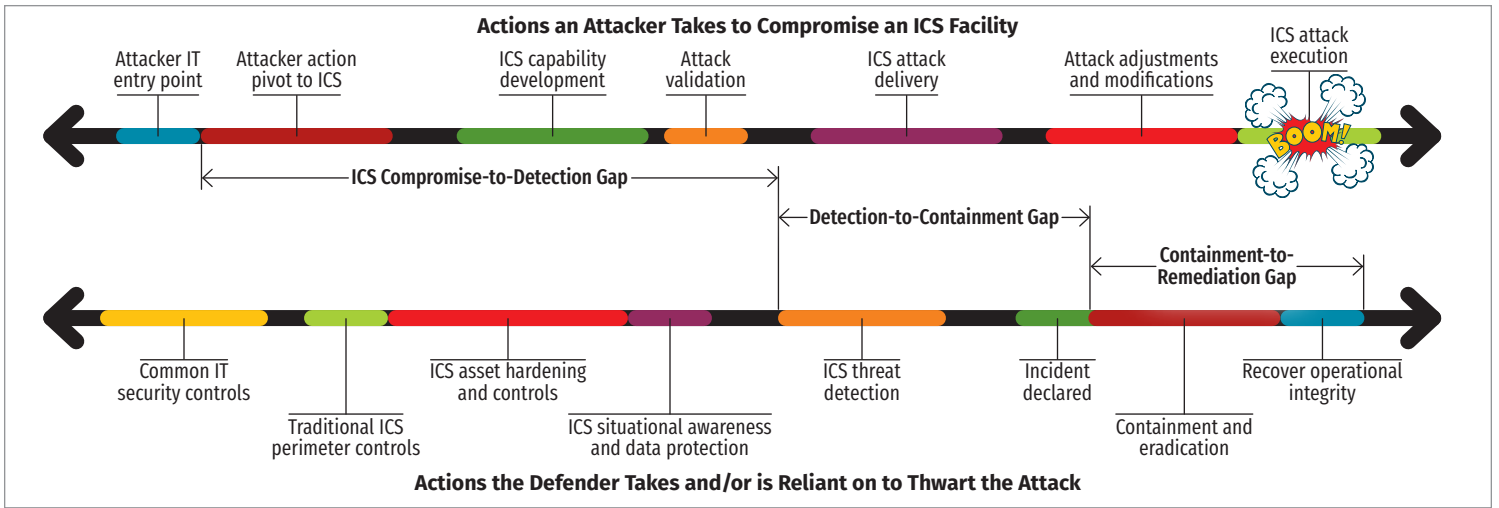 Actions an Attacker Takes to Compromise an ICS Facility
Attacker IT
entry point
Attacker action
pivot to ICS
ICS capability
development
Attack
validation
ICS attack
delivery
Attack adjustments
and modifications
ICS attack
execution
BOOM!
ICS Compromise-to-Detection Gap
Detection-to-Containment Gap
Containment-to-
Remediation Gap
Common IT
security controls
Traditional ICS
perimeter controls
ICS asset hardening
and controls
ICS situational awareness
and data protection
ICS threat
detection
Incident
declared
Containment and
eradication
Recover operational
integrity
Actions the Defender Takes and/or is Reliant on to Thwart the Attack